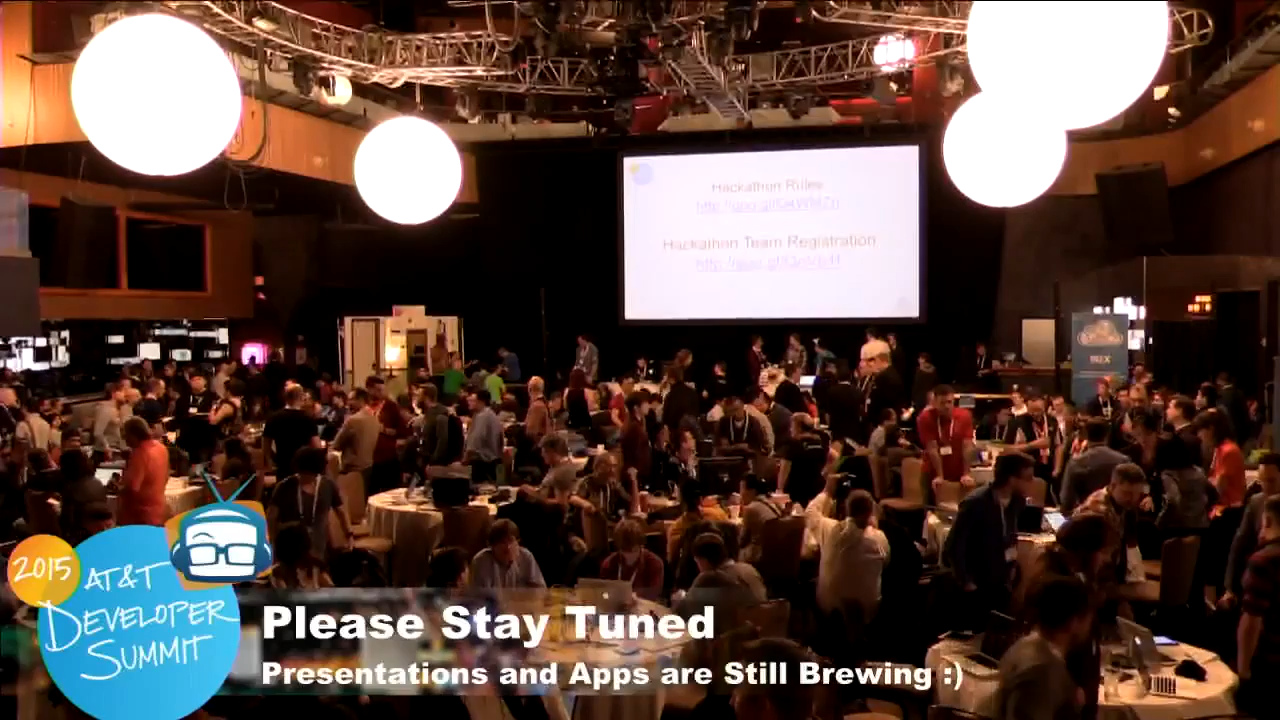 Hackathon Rules
Hackathon Team Registration
2015
AT&T
DEVELOPER
SUMMIT
Please Stay Tuned
Presentations and Apps are Still Brewing :)